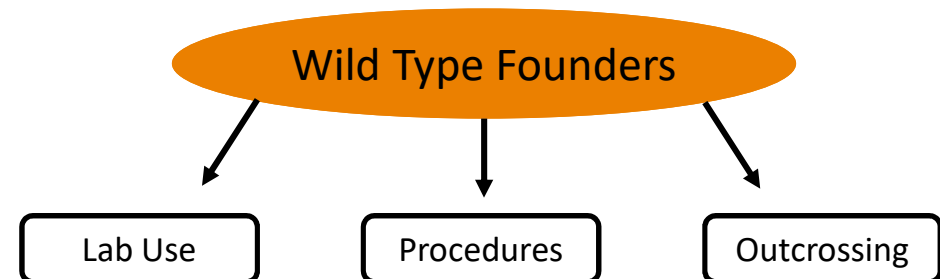 Wild Type Founders
Lab Use
Procedures
Outcrossing